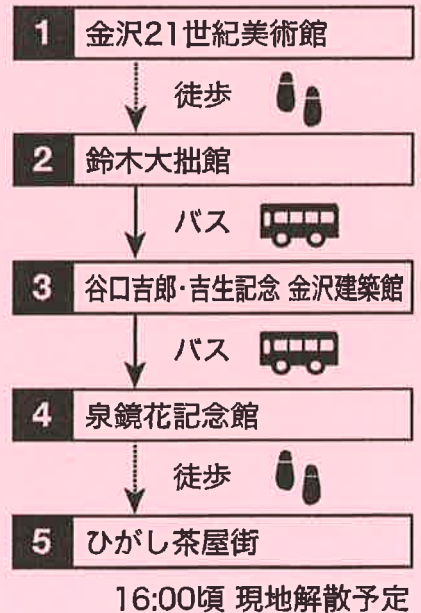 1 金沢21世紀美術館
徒歩
2 鈴木大拙館
バス
3 谷口吉郎・吉生記念 金沢建築館
バス
4 泉鏡花記念館
徒歩
5 ひがし茶屋街
16:00頃 現地解散予定